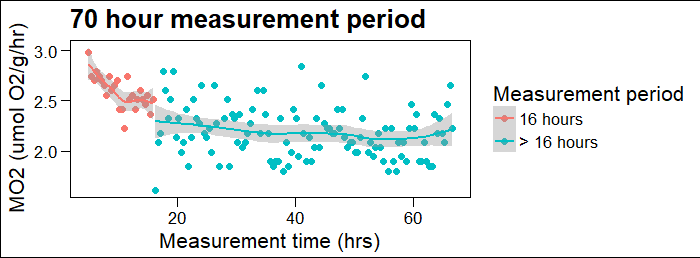 70 hour measurement period
MO2 (umol O2/g/hr)
3.0
2.5
2.0
20 40 60
Measurement time (hrs)
Measurement period
16 hours
> 16 hours